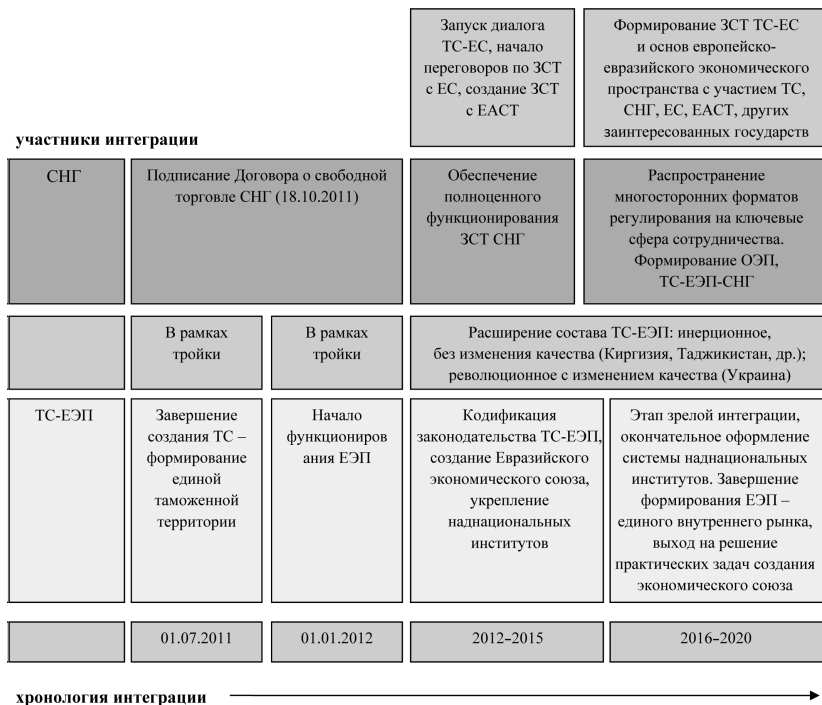 Запуск диалога
ТС-ЕС, начало
переговоров по ЗСТ
с ЕС, создание ЗСТ
с ЕАСТ
Формирование ЗСТ ТС-ЕС
и основ европейско-
евразийского экономического
пространства с участием ТС,
СНГ, ЕС, ЕАСТ, других
заинтересованных государств
участники интеграции
СНГ
Подписание Договора о свободной
торговле СНГ (18.10.2011)
Обеспечение
полноценного
функционирования
ЗСТ СНГ
Распространение
многосторонних форматов
регулирования на ключевые
сфера сотрудничества.
Формирование ОЭП,
ТС-ЕЭП-СНГ
В рамках
тройки
В рамках
тройки
Расширение состава ТС-ЕЭП: инерционное,
без изменения качества (Киргизия, Таджикистан, др.);
революционное с изменением качества (Украина)
ТС-ЕЭП
Завершение
создания ТС –
формирование
единой
таможенной
территории
Начало
функциониров
ания ЕЭП
Кодификация
законодательства ТС-ЕЭП,
создание Евразийского
экономического союза,
укрепление
наднациональных
институтов
Этап зрелой интеграции,
окончательное оформление
системы наднациональных
институтов. Завершение
формирования ЕЭП –
единого внутреннего рынка,
выход на решение
практических задач создания
экономического союза
01.07.2011
01.01.2012
2012–2015
2016–2020
хронология интеграции